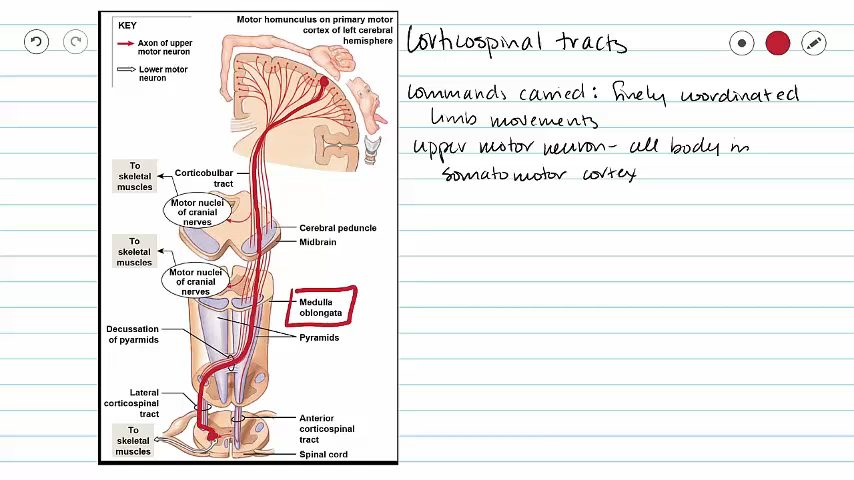 KEY
Axon of upper
motor neuron
Lower motor
neuron
Motor homunculus on primary motor
cortex of left cerebral
hemisphere
To
skeletal
muscles
Corticobulbar
tract
Motor nuclei
of cranial
nerves
Cerebral peduncle
Midbrain
To
skeletal
muscles
Motor nuclei
of cranial
nerves
Medulla
oblongata
Decussation
of pyarmids
Pyramids
Lateral
corticospinal
tract
Anterior
corticospinal
tract
To
skeletal
muscles
Spinal cord
Corticospinal tracts
commands carried: finely coordinated
limb movements
upper motor neuron - cell body in
somatomotor cortex